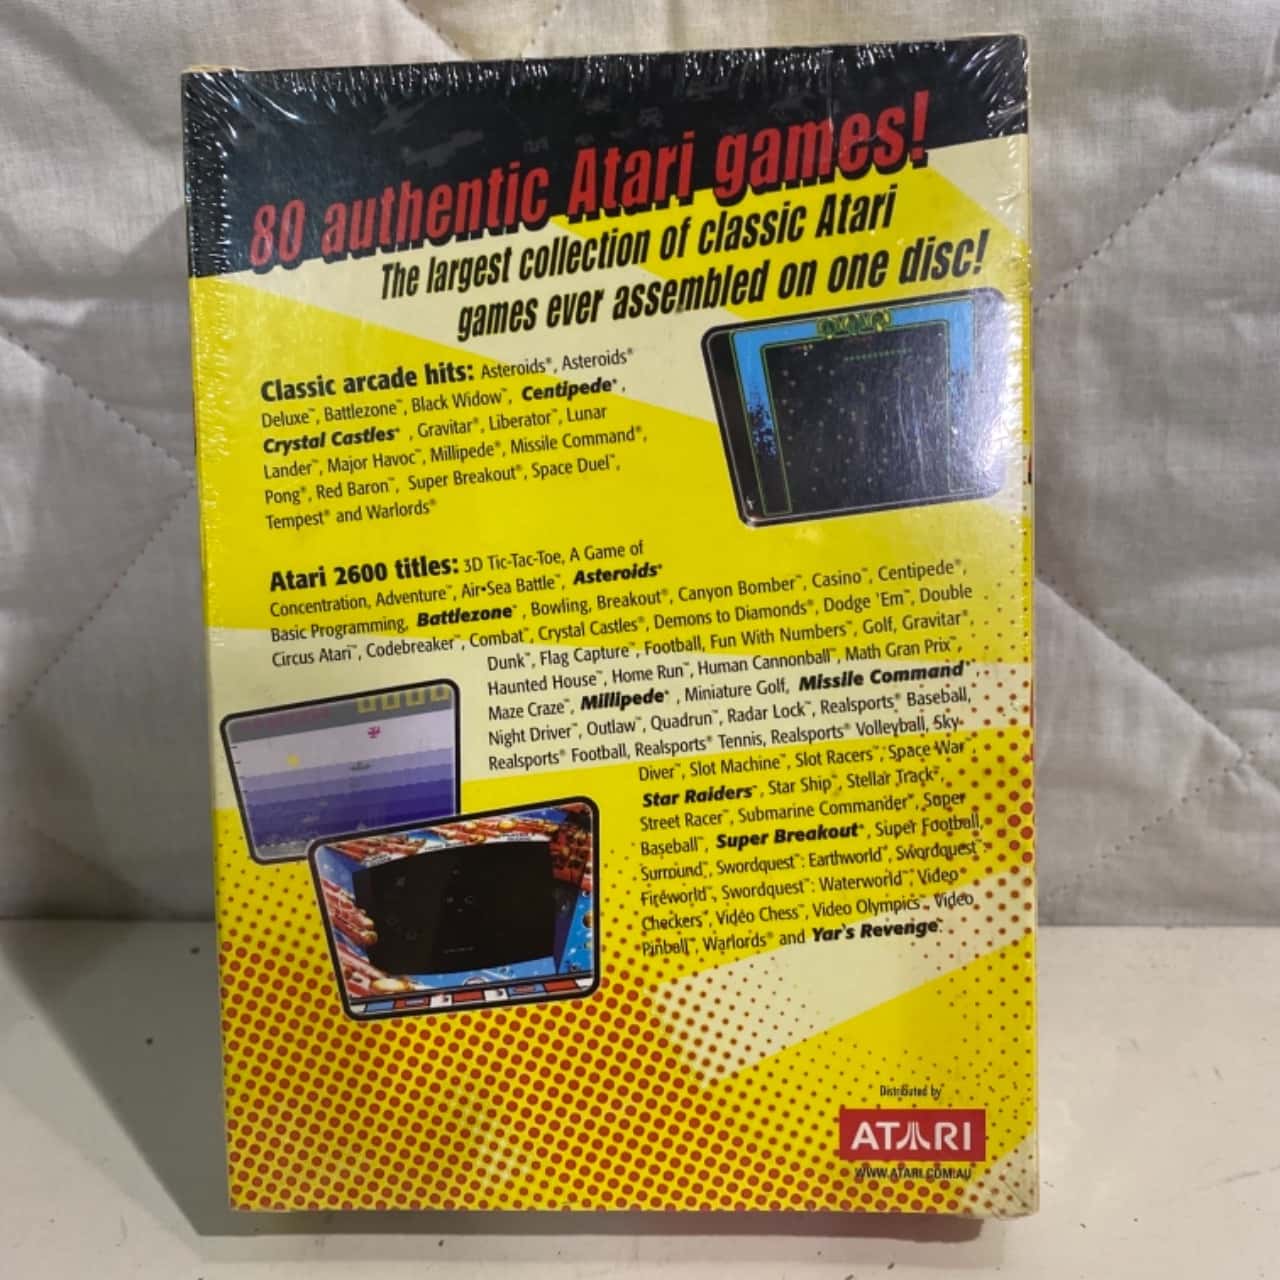 80 authentic Atari games!
The largest collection of classic Atari
games ever assembled on one disc!
Classic arcade hits: Asteroids®, Asteroids®
Deluxe™, Battlezone™, Black Widow™, Centipede®,
Crystal Castles®, Gravitar®, Liberator™, Lunar
Lander™, Major Havoc™, Millipede®, Missile Command®,
Pong®, Red Baron™, Super Breakout®, Space Duel™,
Tempest® and Warlords®
Atari 2600 titles: 3D Tic-Tac-Toe, A Game of
Concentration, Adventure™, Air•Sea Battle™, Asteroids®
Basic Programming, Battlezone™, Bowling, Breakout®, Canyon Bomber™, Casino™, Centipede®,
Circus Atari™, Codebreaker™, Combat™, Crystal Castles®, Demons to Diamonds®, Dodge 'Em™, Double
Dunk™, Flag Capture™, Football, Fun With Numbers™, Golf, Gravitar®,
Haunted House™, Home Run™, Human Cannonball™, Math Gran Prix™,
Maze Craze™, Millipede®, Miniature Golf, Missile Command®,
Night Driver™, Outlaw™, Quadrun™, Radar Lock™, Realsports® Baseball,
Realsports® Football, Realsports® Tennis, Realsports® Volleyball, Sky
Diver™, Slot Machine™, Slot Racers™, Space War™,
Star Raiders™, Star Ship™, Stellar Track™,
Street Racer™, Submarine Commander™, Super
Baseball™, Super Breakout®, Super Football,
Surround™, Swordquest™: Earthworld™, Swordquest™:
Fireworld™, Swordquest™: Waterworld™, Video
Checkers™, Video Chess™, Video Olympics™, Video
Pinball™, Warlords® and Yar's Revenge™
Distributed by
ATARI
WWW.ATARI.COM.AU